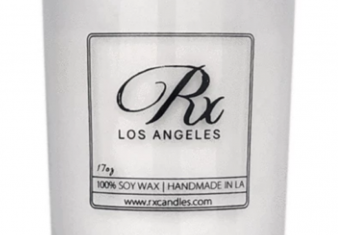 Rx
LOS ANGELES
17oz
100% SOY WAX | HANDMADE IN LA
www.rxcandles.com